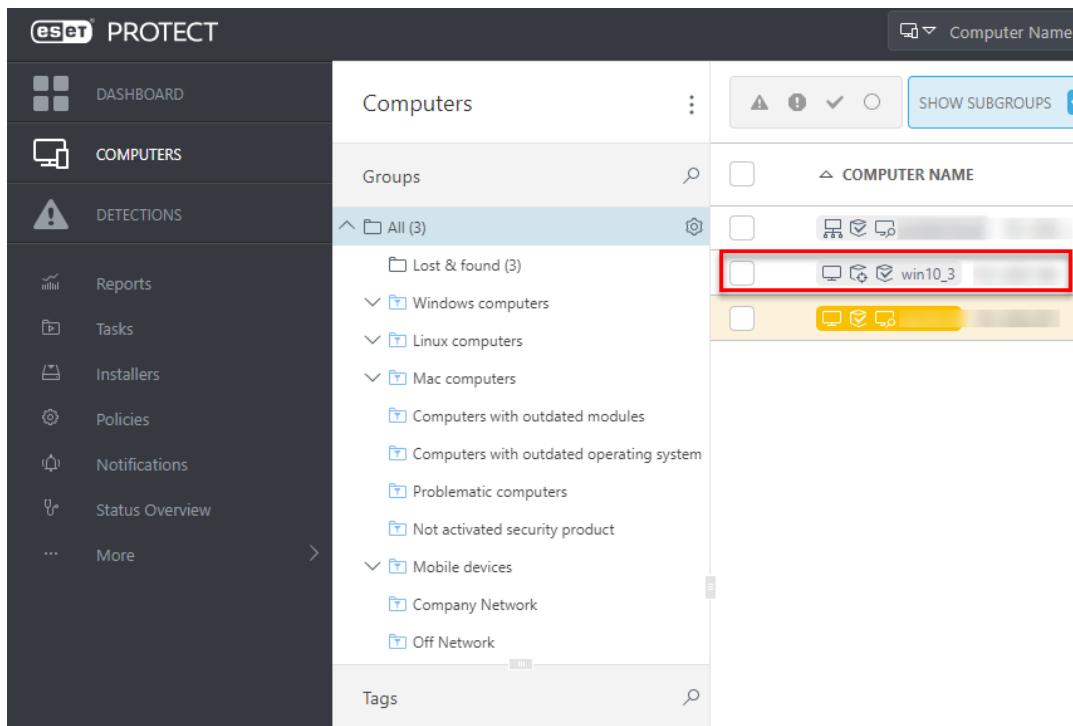 eset PROTECT
Computer Name
DASHBOARD
COMPUTERS
DETECTIONS
Reports
Tasks
Installers
Policies
Notifications
Status Overview
More
Computers
Groups
All (3)
Lost & found (3)
Windows computers
Linux computers
Mac computers
Computers with outdated modules
Computers with outdated operating system
Problematic computers
Not activated security product
Mobile devices
Company Network
Off Network
Tags
SHOW SUBGROUPS
COMPUTER NAME
win10_3